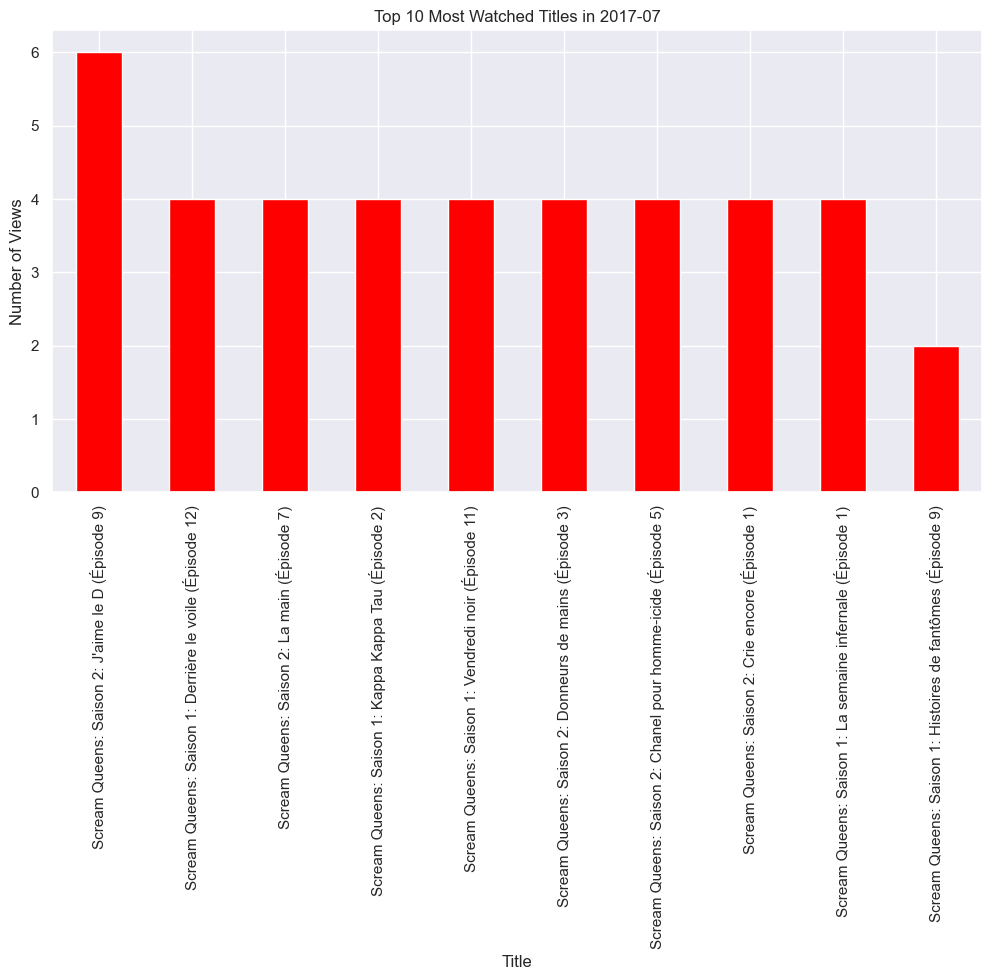 Top 10 Most Watched Titles in 2017-07
Number of Views
6
5
4
3
2
1
0
Scream Queens: Saison 2: J'aime le D (Épisode 9)
Scream Queens: Saison 1: Derrière le voile (Épisode 12)
Scream Queens: Saison 2: La main (Épisode 7)
Scream Queens: Saison 1: Kappa Kappa Tau (Épisode 2)
Scream Queens: Saison 1: Vendredi noir (Épisode 11)
Scream Queens: Saison 2: Donneurs de mains (Épisode 3)
Scream Queens: Saison 2: Chanel pour homme-icide (Épisode 5)
Scream Queens: Saison 2: Crie encore (Épisode 1)
Scream Queens: Saison 1: La semaine infernale (Épisode 1)
Scream Queens: Saison 1: Histoires de fantômes (Épisode 9)
Title